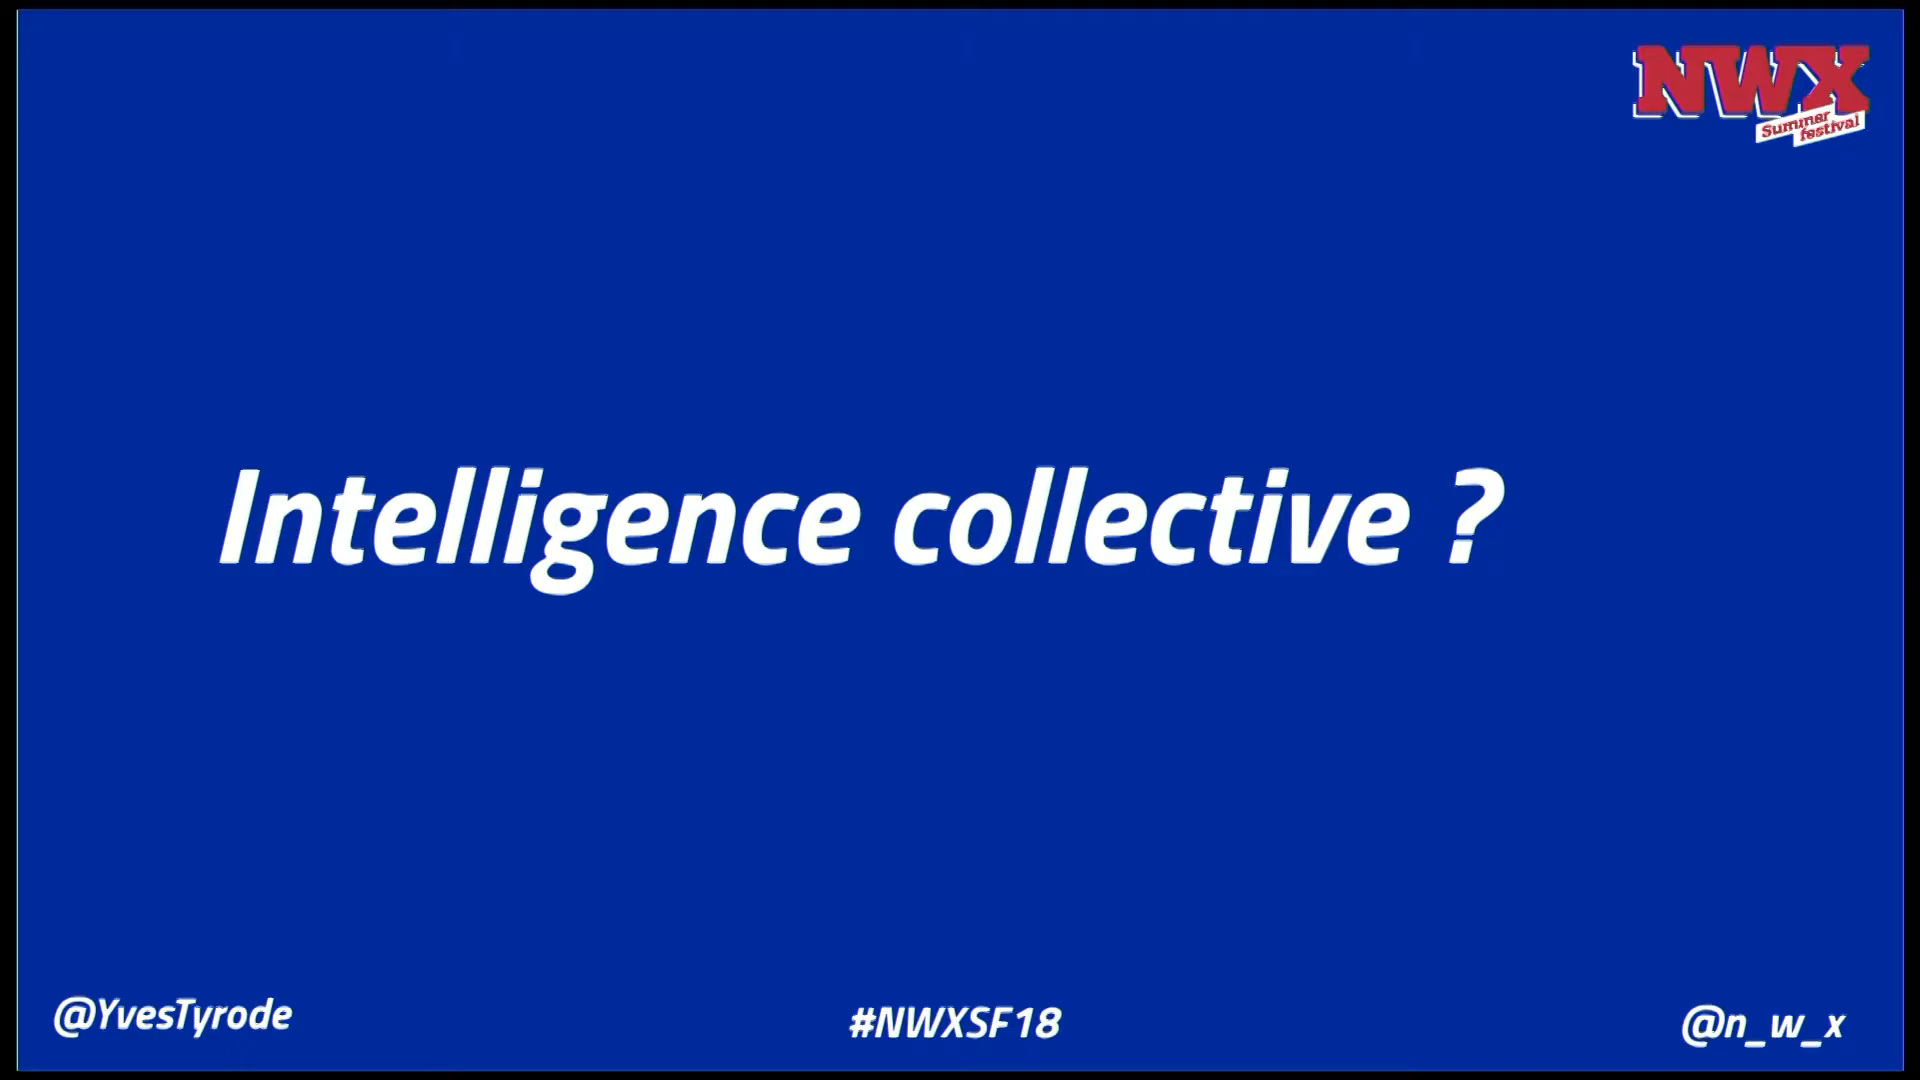 NWX
Summer
festival
Intelligence collective ?
@YvesTyrode
#NWXSF18
@n_w_x